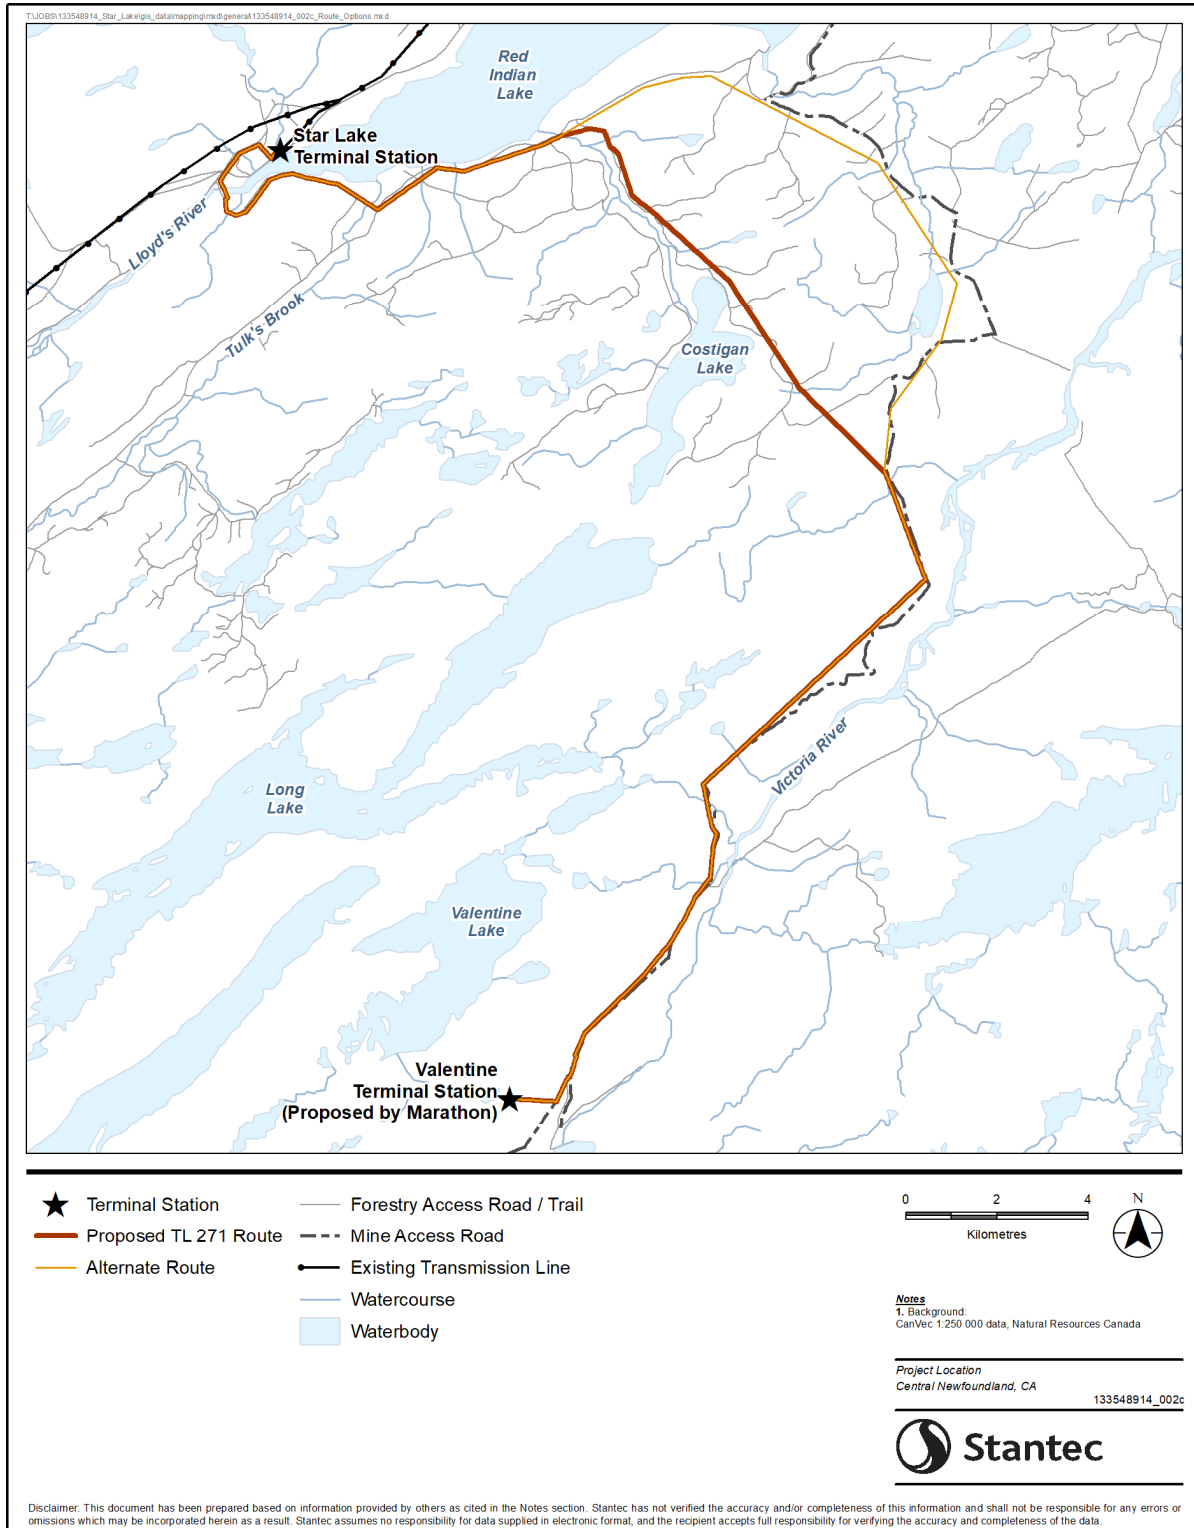 T:\JOBS\133548914_Star_Lake\gis_data\mapping\mxd\general\133548914_002c_Route_Options.mxd
Red
Indian
Lake
Star Lake
Terminal Station
Lloyd's River
Tulk's Brook
Costigan
Lake
Victoria River
Long
Lake
Valentine
Lake
Valentine
Terminal Station
(Proposed by Marathon)
Terminal Station
Proposed TL 271 Route
Alternate Route
Forestry Access Road / Trail
Mine Access Road
Existing Transmission Line
Watercourse
Waterbody
0 2 4
Kilometres
N
Notes
1. Background:
CanVec 1:250 000 data, Natural Resources Canada
Project Location
Central Newfoundland, CA
133548914_002c
Stantec
Disclaimer: This document has been prepared based on information provided by others as cited in the Notes section. Stantec has not verified the accuracy and/or completeness of this information and shall not be responsible for any errors or
omissions which may be incorporated herein as a result. Stantec assumes no responsibility for data supplied in electronic format, and the recipient accepts full responsibility for verifying the accuracy and completeness of the data.